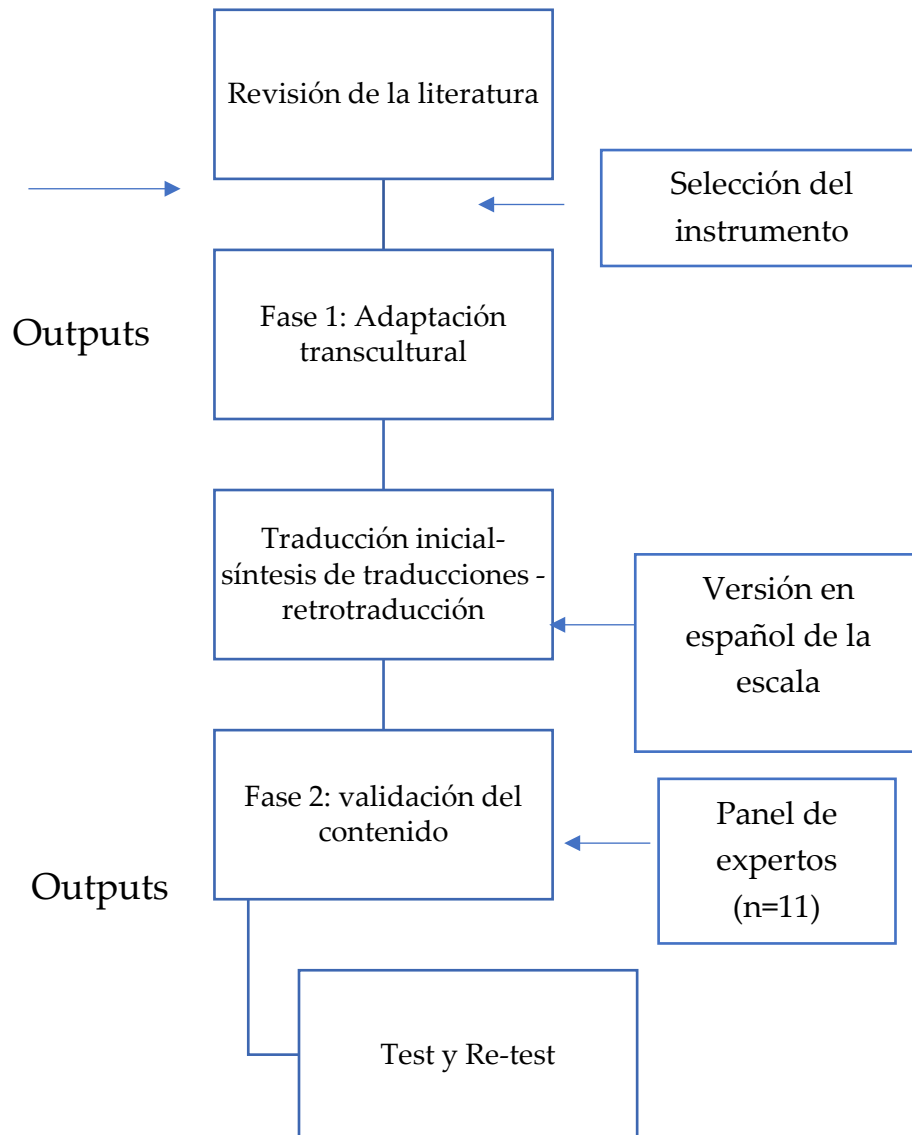 Revisión de la literatura
Selección del
instrumento
Outputs
Fase 1: Adaptación
transcultural
Traducción inicial-
síntesis de traducciones -
retrotraducción
Versión en
español de la
escala
Fase 2: validación del
contenido
Panel de
expertos
(n=11)
Outputs
Test y Re-test